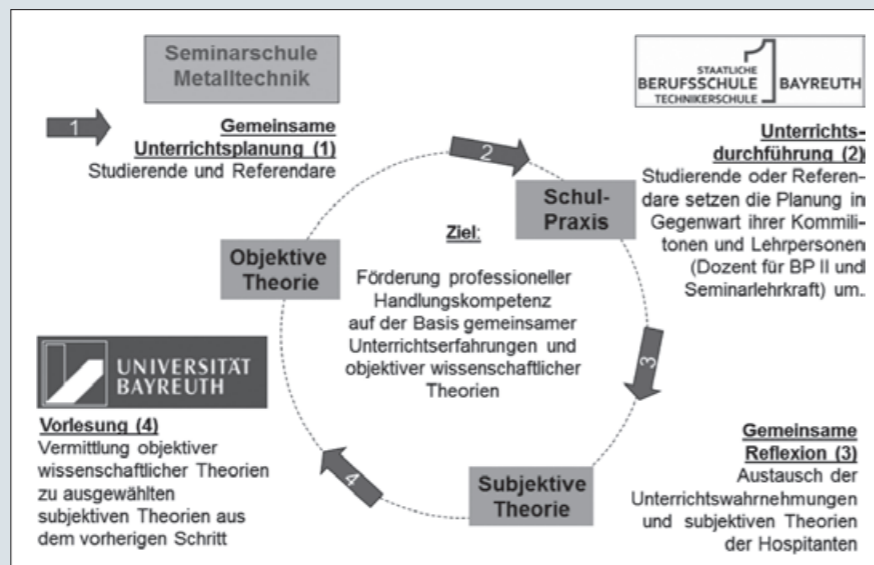 Seminarschule
Metalltechnik
1
Gemeinsame
Unterrichtsplanung (1)
Studierende und Referendare
2
STAATLICHE
BERUFSSCHULE
TECHNIKERSCHULE
BAYREUTH
Unterrichts-
durchführung (2)
Studierende oder Referen-
dare setzen die Planung in
Gegenwart ihrer Kommili-
tonen und Lehrpersonen
(Dozent für BP II und
Seminarlehrkraft) um..
Schul-
Praxis
Objektive
Theorie
Ziel:
Förderung professioneller
Handlungskompetenz
auf der Basis gemeinsamer
Unterrichtserfahrungen und
objektiver wissenschaftlicher
Theorien
3
UNIVERSITÄT
BAYREUTH
Vorlesung (4)
Vermittlung objektiver
wissenschaftlicher Theorien
zu ausgewählten
subjektiven Theorien aus
dem vorherigen Schritt
4
Subjektive
Theorie
Gemeinsame
Reflexion (3)
Austausch der
Unterrichtswahrnehmungen
und subjektiven Theorien
der Hospitanten